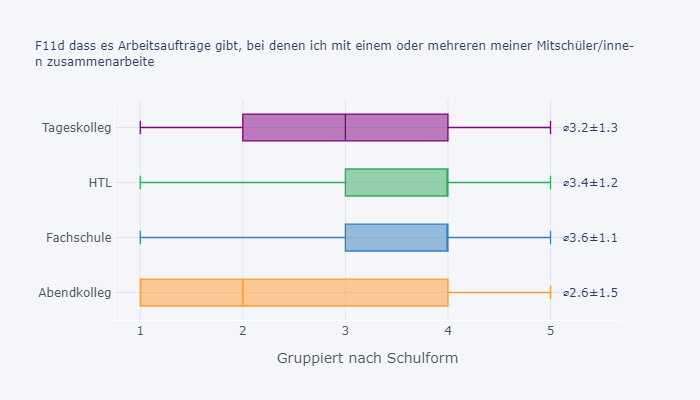 F11d dass es Arbeitsaufträge gibt, bei denen ich mit einem oder mehreren meiner Mitschüler/inne-
n zusammenarbeite
Tageskolleg ⌀3.2±1.3
HTL ⌀3.4±1.2
Fachschule ⌀3.6±1.1
Abendkolleg ⌀2.6±1.5
1 2 3 4 5
Gruppiert nach Schulform